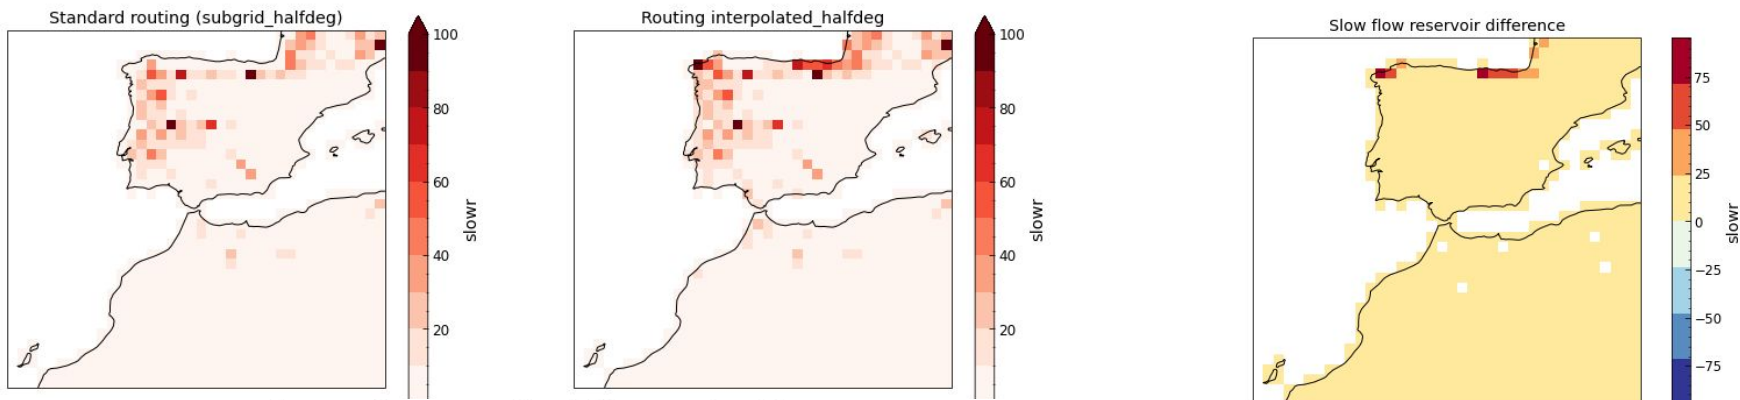 Standard routing (subgrid_halfdeg)
100
80
60
40
20
slowr
Routing interpolated_halfdeg
100
80
60
40
20
slowr
Slow flow reservoir difference
75
50
25
0
−25
−50
−75
slowr